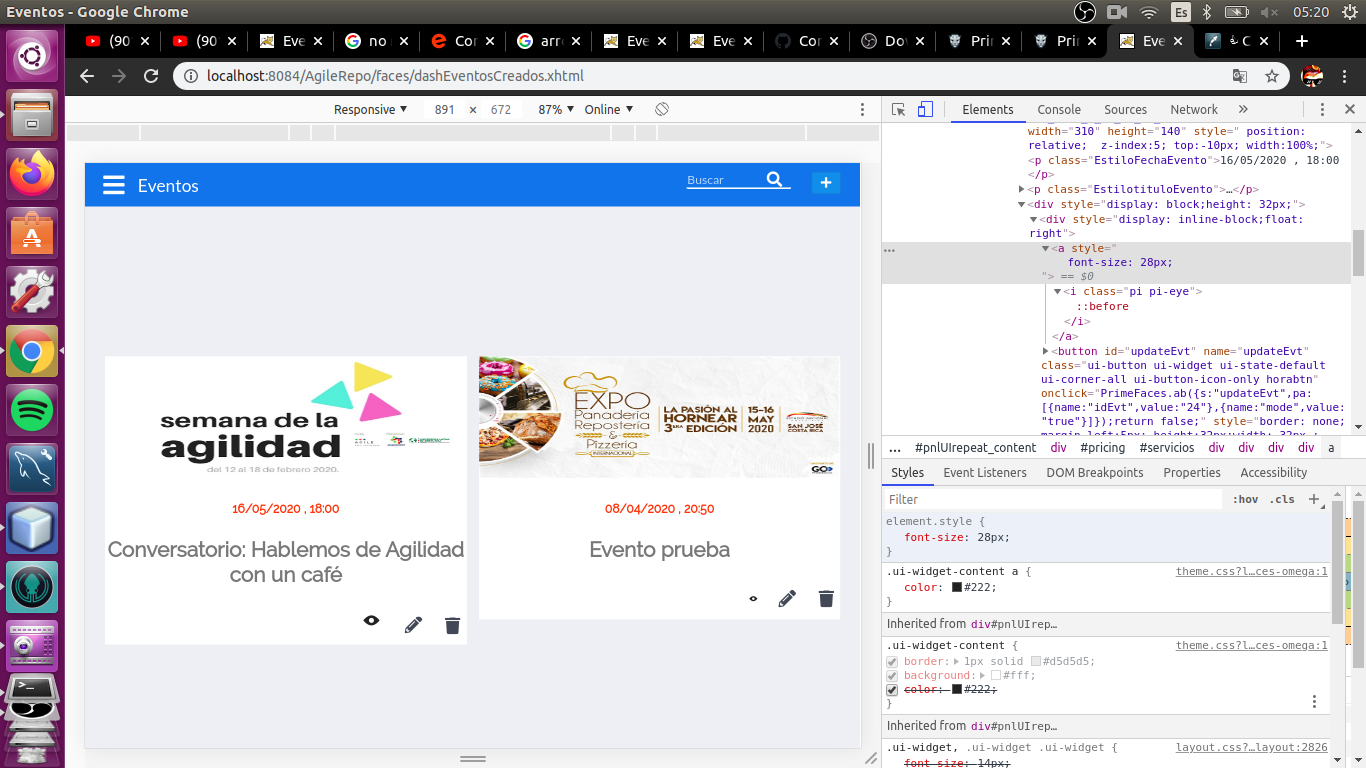 Eventos - Google Chrome
Es
05:20
(90
(90
Eve
no
Cor
arr
Eve
Eve
Cor
Dov
Pri
Pri
Eve
C
localhost:8084/AgileRepo/faces/dashEventosCreados.xhtml
Responsive
891 × 672
87%
Online
Elements
Console
Sources
Network
Eventos
Buscar
semana de la
agilidad
del 12 al 18 de febrero 2020.
16/05/2020 , 18:00
Conversatorio: Hablemos de Agilidad
con un café
EXPO
Panadería
Repostería
& Pizzería
INTERNACIONAL
LA PASIÓN AL
HORNEAR
3ERA EDICIÓN
15-16
MAY
2020
SAN JOSÉ
COSTA RICA
GO
08/04/2020 , 20:50
Evento prueba
width="310" height="140" style=" position:
relative;  z-index:5; top:-10px; width:100%;">
<p class="EstiloFechaEvento">16/05/2020 , 18:00
</p>
<p class="EstilotituloEvento">…</p>
<div style="display: block;height: 32px;">
<div style="display: inline-block;float:
right">
<a style="
font-size: 28px;
"> == $0
<i class="pi pi-eye">
::before
</i>
</a>
<button id="updateEvt" name="updateEvt"
class="ui-button ui-widget ui-state-default
ui-corner-all ui-button-icon-only horabtn"
onclick="PrimeFaces.ab({s:"updateEvt",pa:
[{name:"idEvt",value:"24"},{name:"mode",value:
"true"}]});return false;" style="border: none;
... #pnlUIrepeat_content div #pricing #servicios div div div div a
Styles
Event Listeners
DOM Breakpoints
Properties
Accessibility
Filter
:hov
.cls
element.style {
font-size: 28px;
}
.ui-widget-content a {
theme.css?l…ces-omega:1
color: #222;
}
Inherited from div#pnlUIrep…
.ui-widget-content {
theme.css?l…ces-omega:1
border: 1px solid #d5d5d5;
background: #fff;
color: #222;
}
Inherited from div#pnlUIrep…
.ui-widget, .ui-widget .ui-widget {
layout.css?…layout:2826
font-size: 14px;